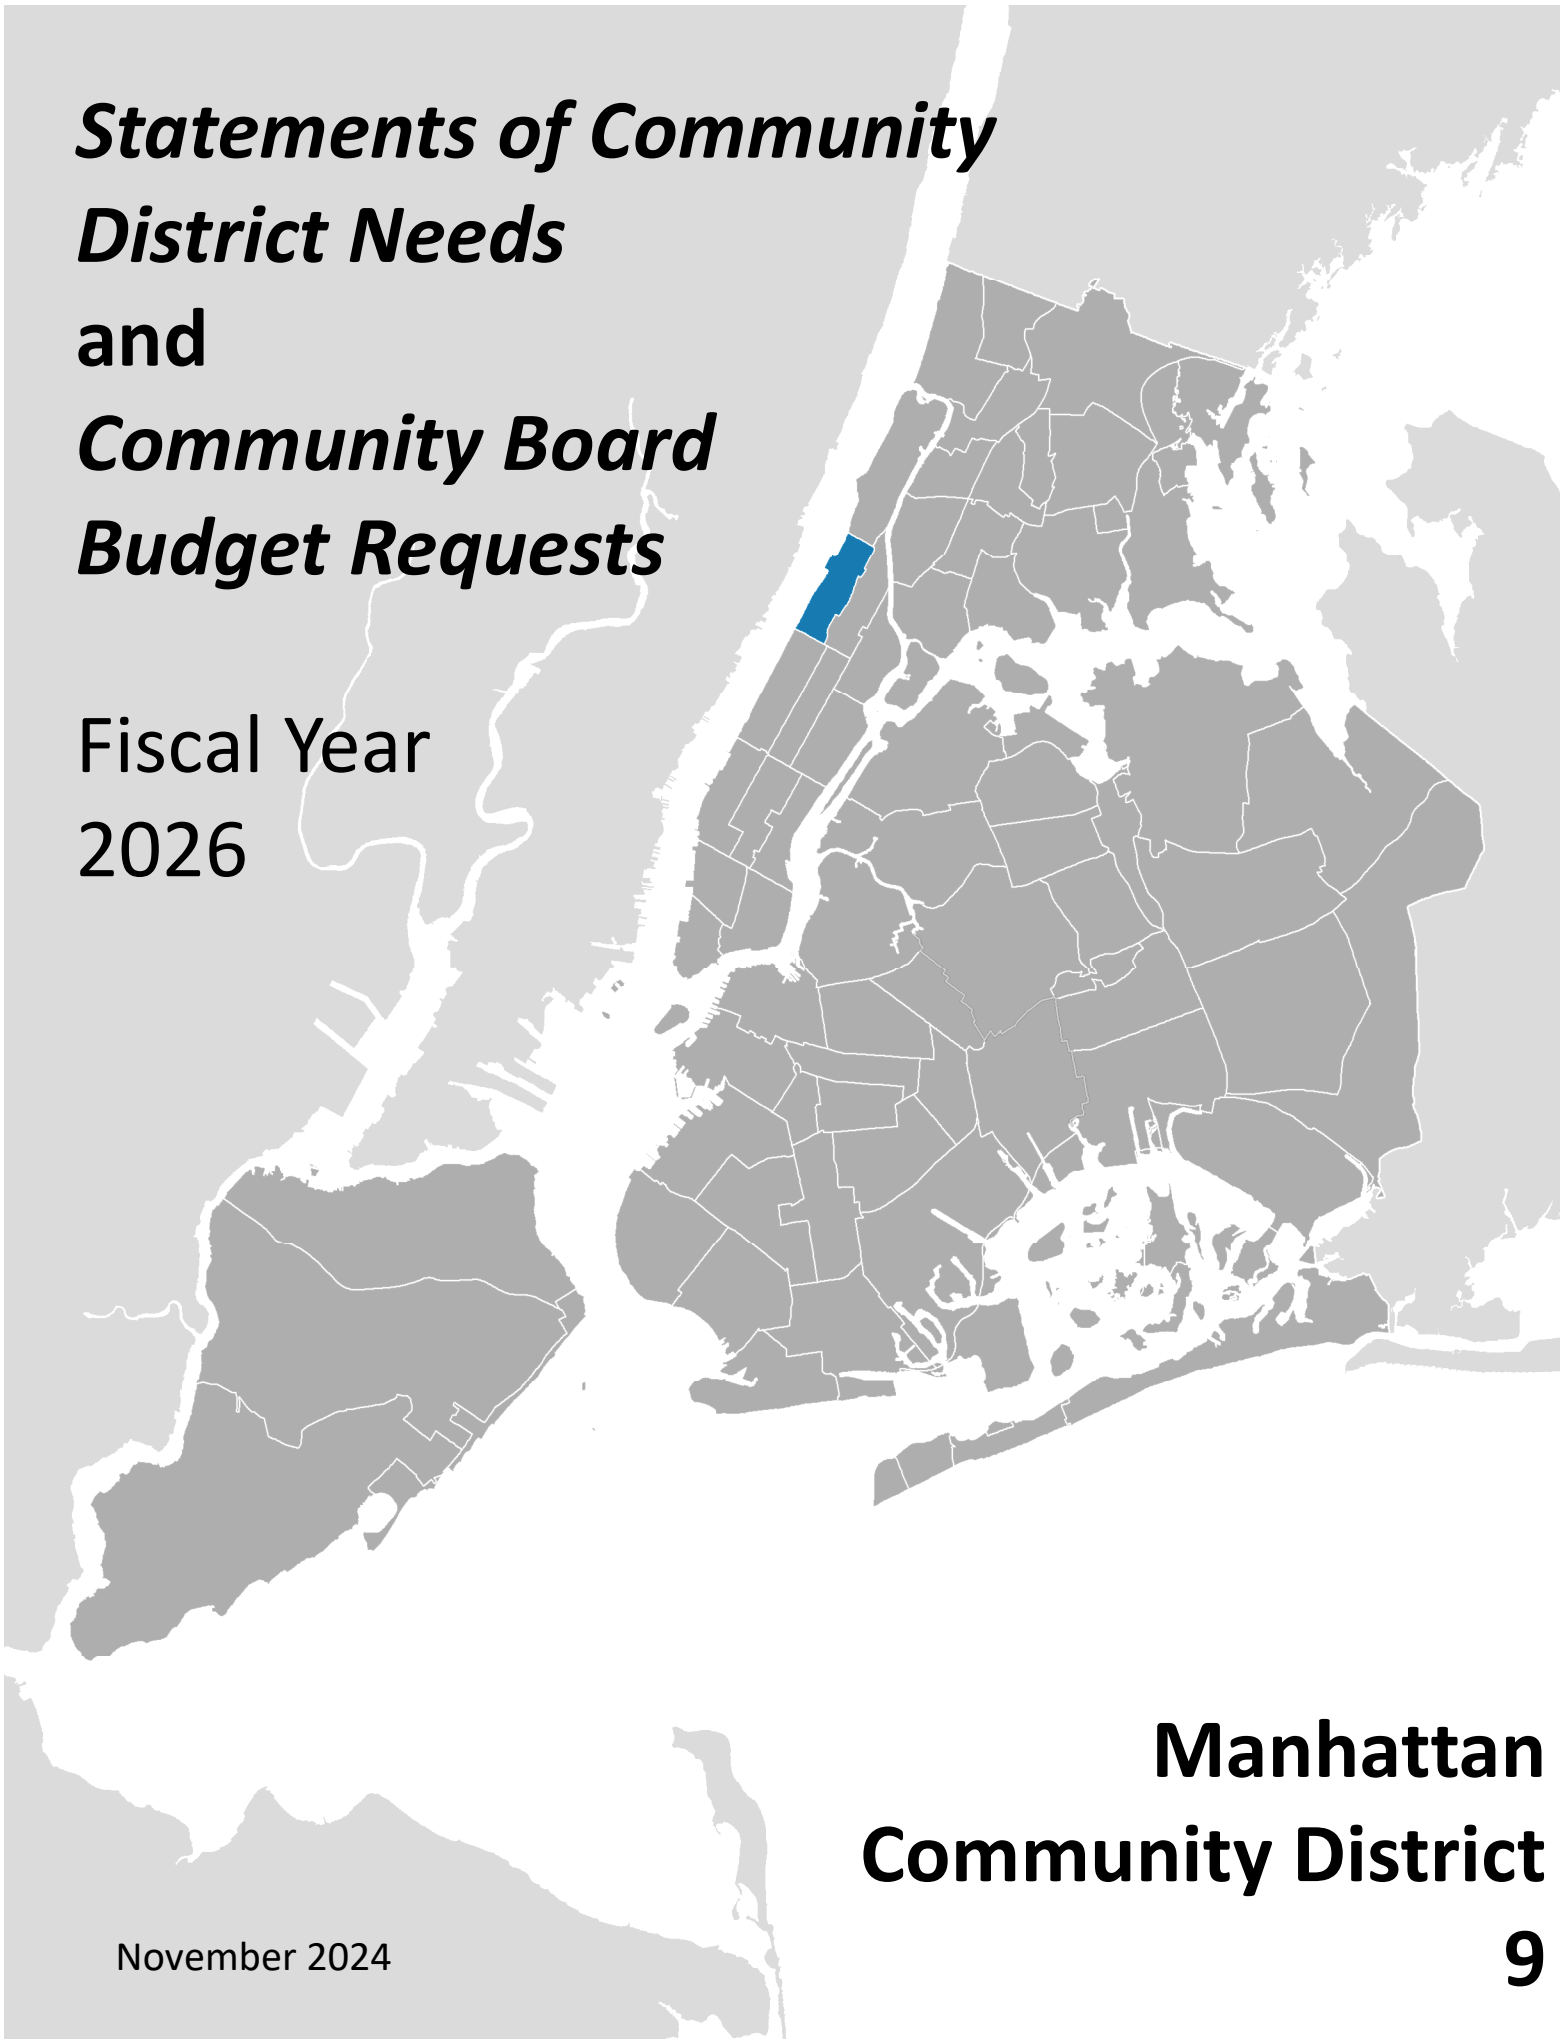 Statements of Community
District Needs
and
Community Board
Budget Requests
Fiscal Year
2026
Manhattan
Community District
9
November 2024